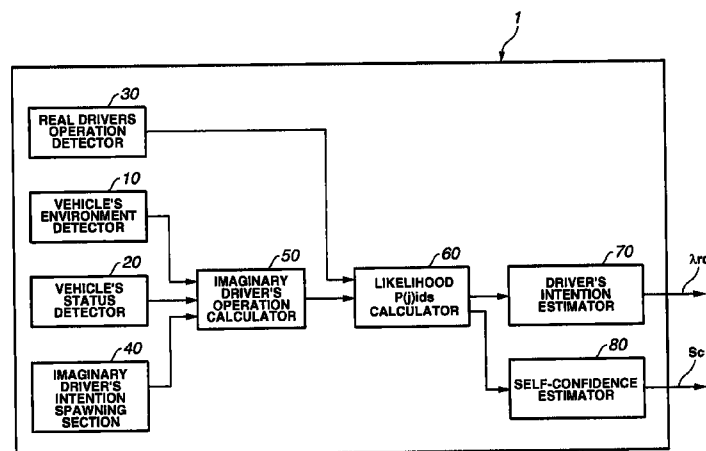 1
30
REAL DRIVERS
OPERATION
DETECTOR
10
VEHICLE'S
ENVIRONMENT
DETECTOR
20
VEHICLE'S
STATUS
DETECTOR
40
IMAGINARY
DRIVER'S
INTENTION
SPAWNING
SECTION
50
IMAGINARY
DRIVER'S
OPERATION
CALCULATOR
60
LIKELIHOOD
P(j)ids
CALCULATOR
70
DRIVER'S
INTENTION
ESTIMATOR
λrd
80
SELF-CONFIDENCE
ESTIMATOR
Sc